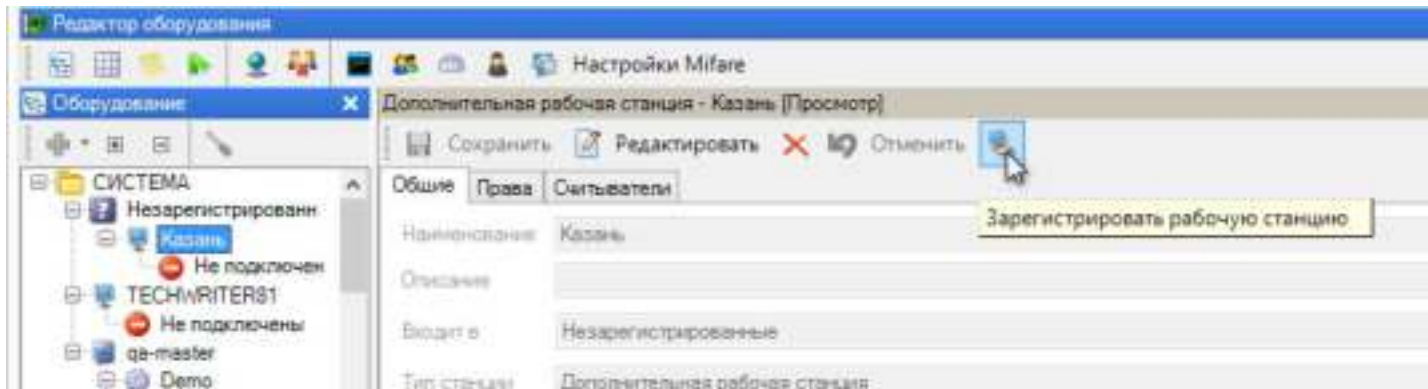 Редактор оборудования
Настройки Mifare
Оборудование
Дополнительная рабочая станция - Казань [Просмотр]
Сохранить Редактировать Отменить
СИСТЕМА
Незарегистрированн
Казань
Не подключен
TECHWRITERS1
Не подключены
qa-master
Demo
Общие Права Считыватели
Зарегистрировать рабочую станцию
Наименование Казань
Описание
Входит в Незарегистрированные
Тип станции Дополнительная рабочая станция